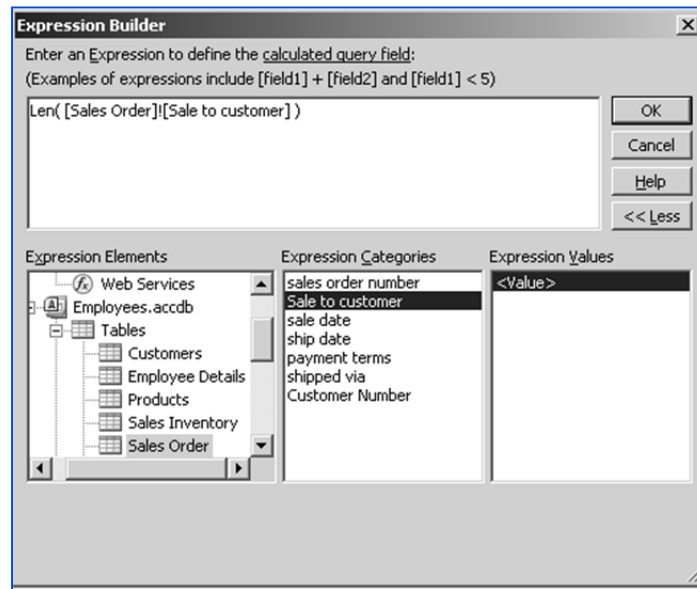 Expression Builder
Enter an Expression to define the calculated query field:
(Examples of expressions include [field1] + [field2] and [field1] < 5)
Len( [Sales Order]![Sale to customer] )
OK
Cancel
Help
<< Less
Expression Elements
Web Services
Employees.accdb
Tables
Customers
Employee Details
Products
Sales Inventory
Sales Order
Expression Categories
sales order number
Sale to customer
sale date
ship date
payment terms
shipped via
Customer Number
Expression Values
<Value>